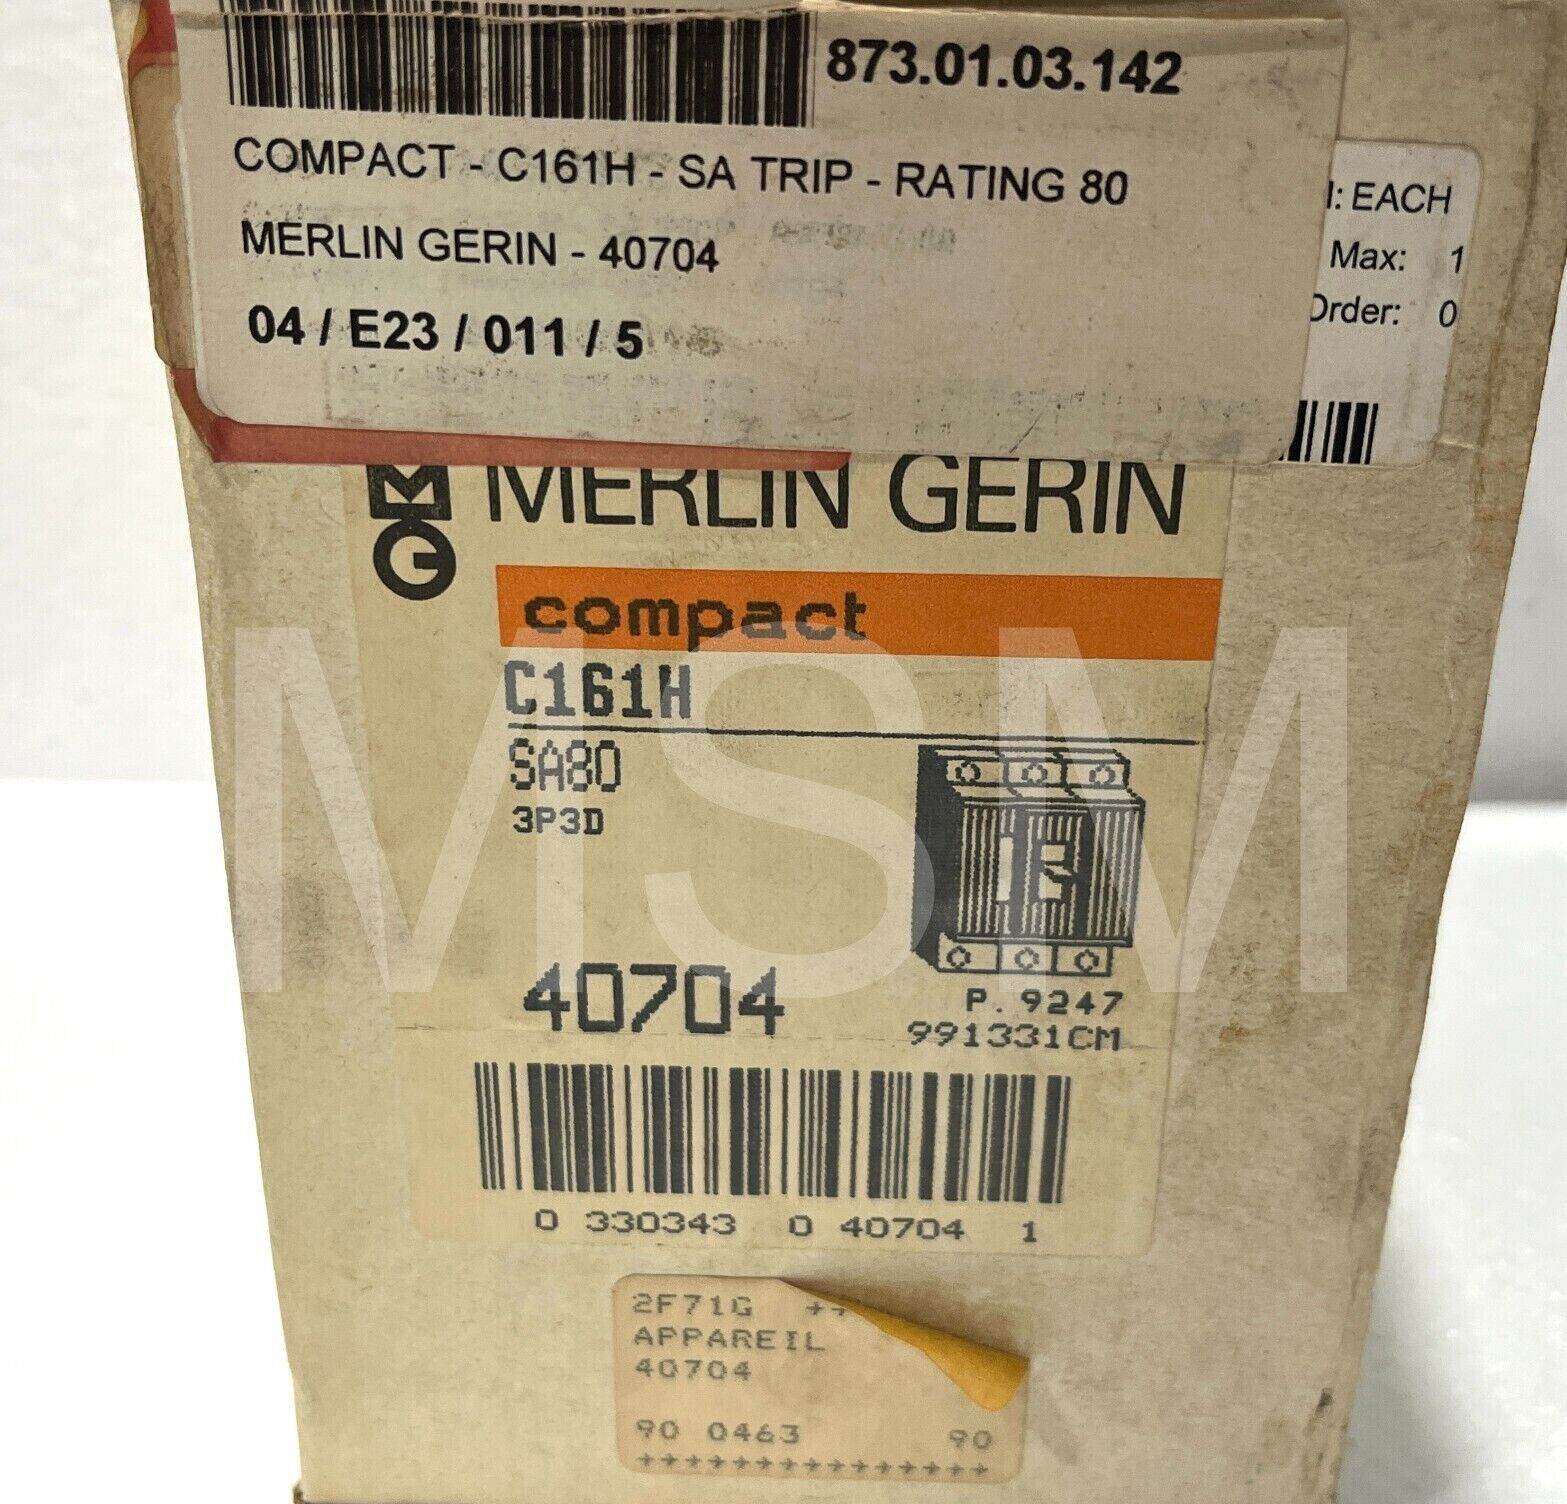 873.01.03.142
COMPACT - C161H - SA TRIP - RATING 80
MERLIN GERIN - 40704
04 / E23 / 011 / 5
: EACH
Max: 1
Order: 0
MERLIN GERIN
compact
C161H
SA80
3P3D
40704
P. 9247
991331CM
0 330343 0 40704 1
2F71G ++
APPAREIL
40704
90 0463 90
+++++++++++++++
MSM